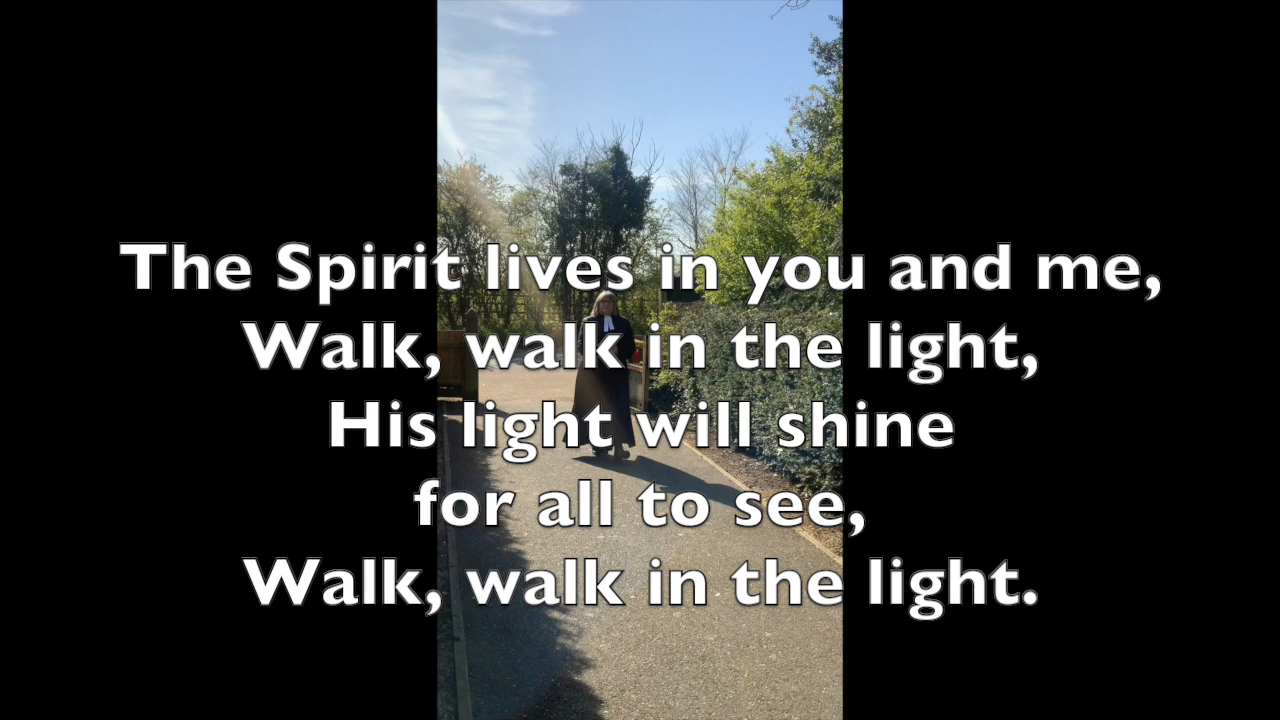 The Spirit lives in you and me,
Walk, walk in the light,
His light will shine
for all to see,
Walk, walk in the light.